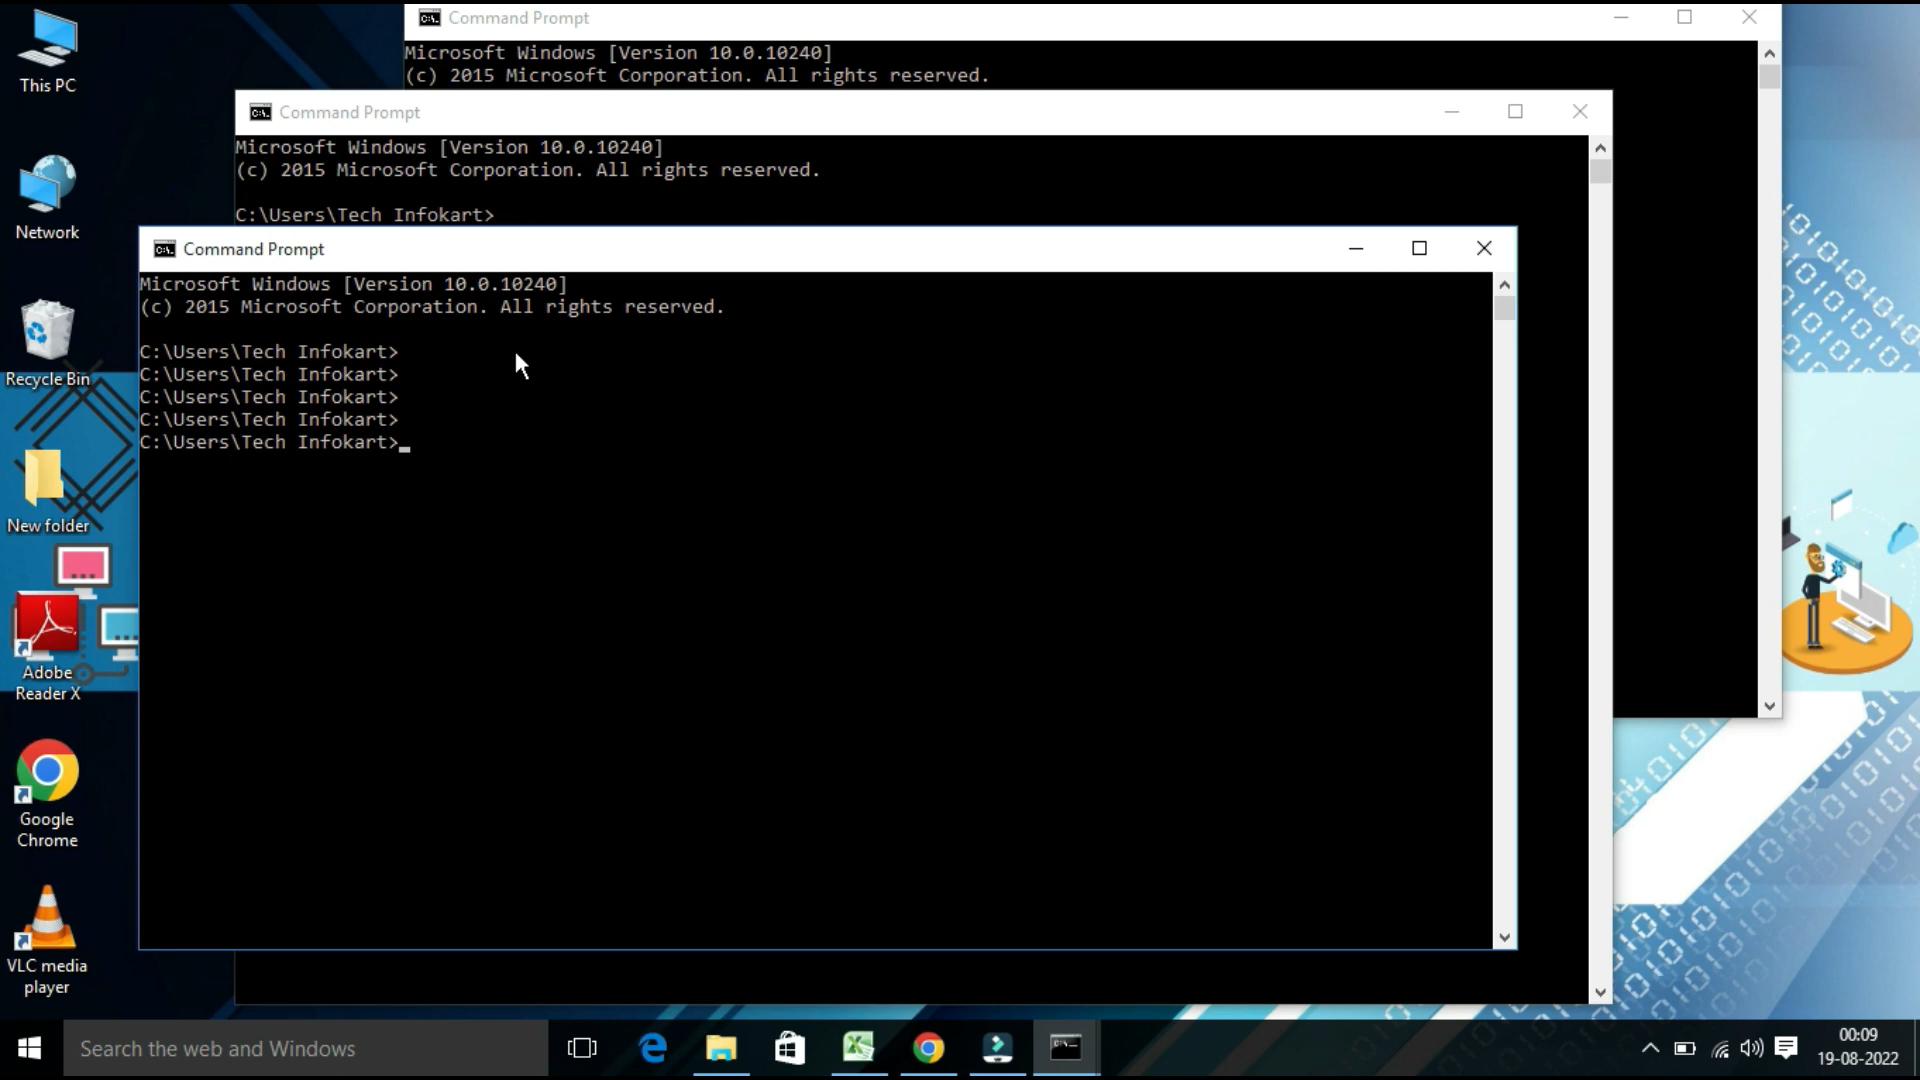 This PC
Network
Recycle Bin
New folder
Adobe
Reader X
Google
Chrome
VLC media
player
Command Prompt
Microsoft Windows [Version 10.0.10240]
(c) 2015 Microsoft Corporation. All rights reserved.
Command Prompt
Microsoft Windows [Version 10.0.10240]
(c) 2015 Microsoft Corporation. All rights reserved.
C:\Users\Tech Infokart>
Command Prompt
Microsoft Windows [Version 10.0.10240]
(c) 2015 Microsoft Corporation. All rights reserved.
C:\Users\Tech Infokart>
C:\Users\Tech Infokart>
C:\Users\Tech Infokart>
C:\Users\Tech Infokart>
C:\Users\Tech Infokart>
Search the web and Windows
00:09
19-08-2022